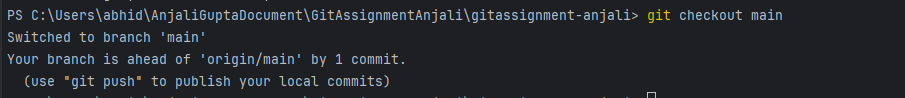 PS C:\Users\abhid\AnjaliGuptaDocument\GitAssignmentAnjali\gitassignment-anjali> git checkout main
Switched to branch 'main'
Your branch is ahead of 'origin/main' by 1 commit.
  (use "git push" to publish your local commits)